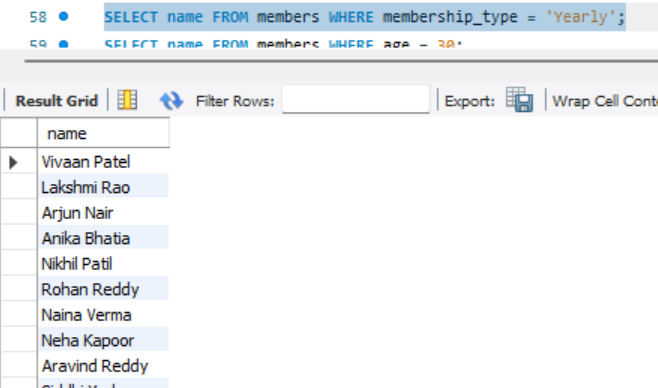 58 SELECT name FROM members WHERE membership_type = 'Yearly';
59 SELECT name FROM members WHERE age = 30;
Result Grid Filter Rows: Export: Wrap Cell Conte
name
Vivaan Patel
Lakshmi Rao
Arjun Nair
Anika Bhatia
Nikhil Patil
Rohan Reddy
Naina Verma
Neha Kapoor
Aravind Reddy